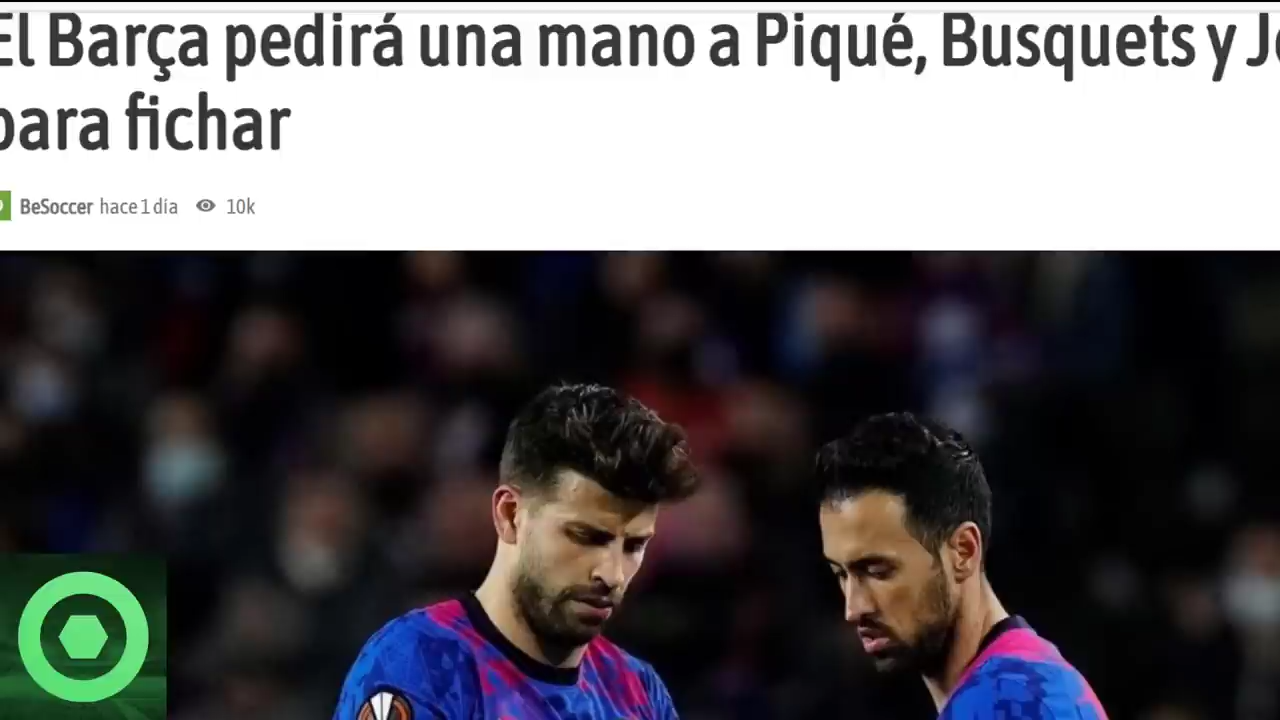 El Barça pedirá una mano a Piqué, Busquets y
para fichar
BeSoccer hace 1 día 10k